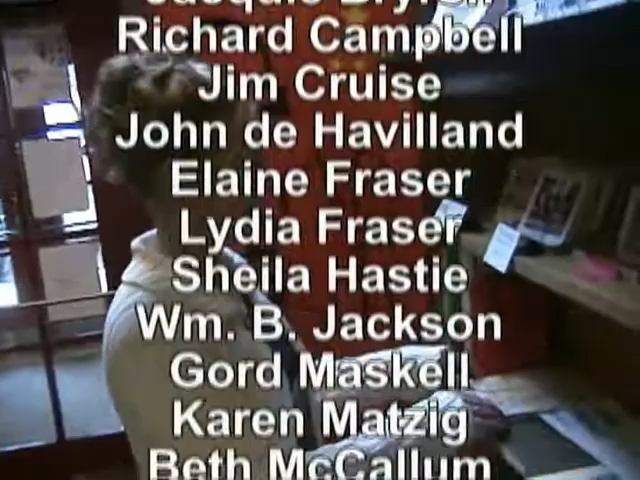 Richard Campbell
Jim Cruise
John de Havilland
Elaine Fraser
Lydia Fraser
Sheila Hastie
Wm. B. Jackson
Gord Maskell
Karen Matzig
Beth McCallum